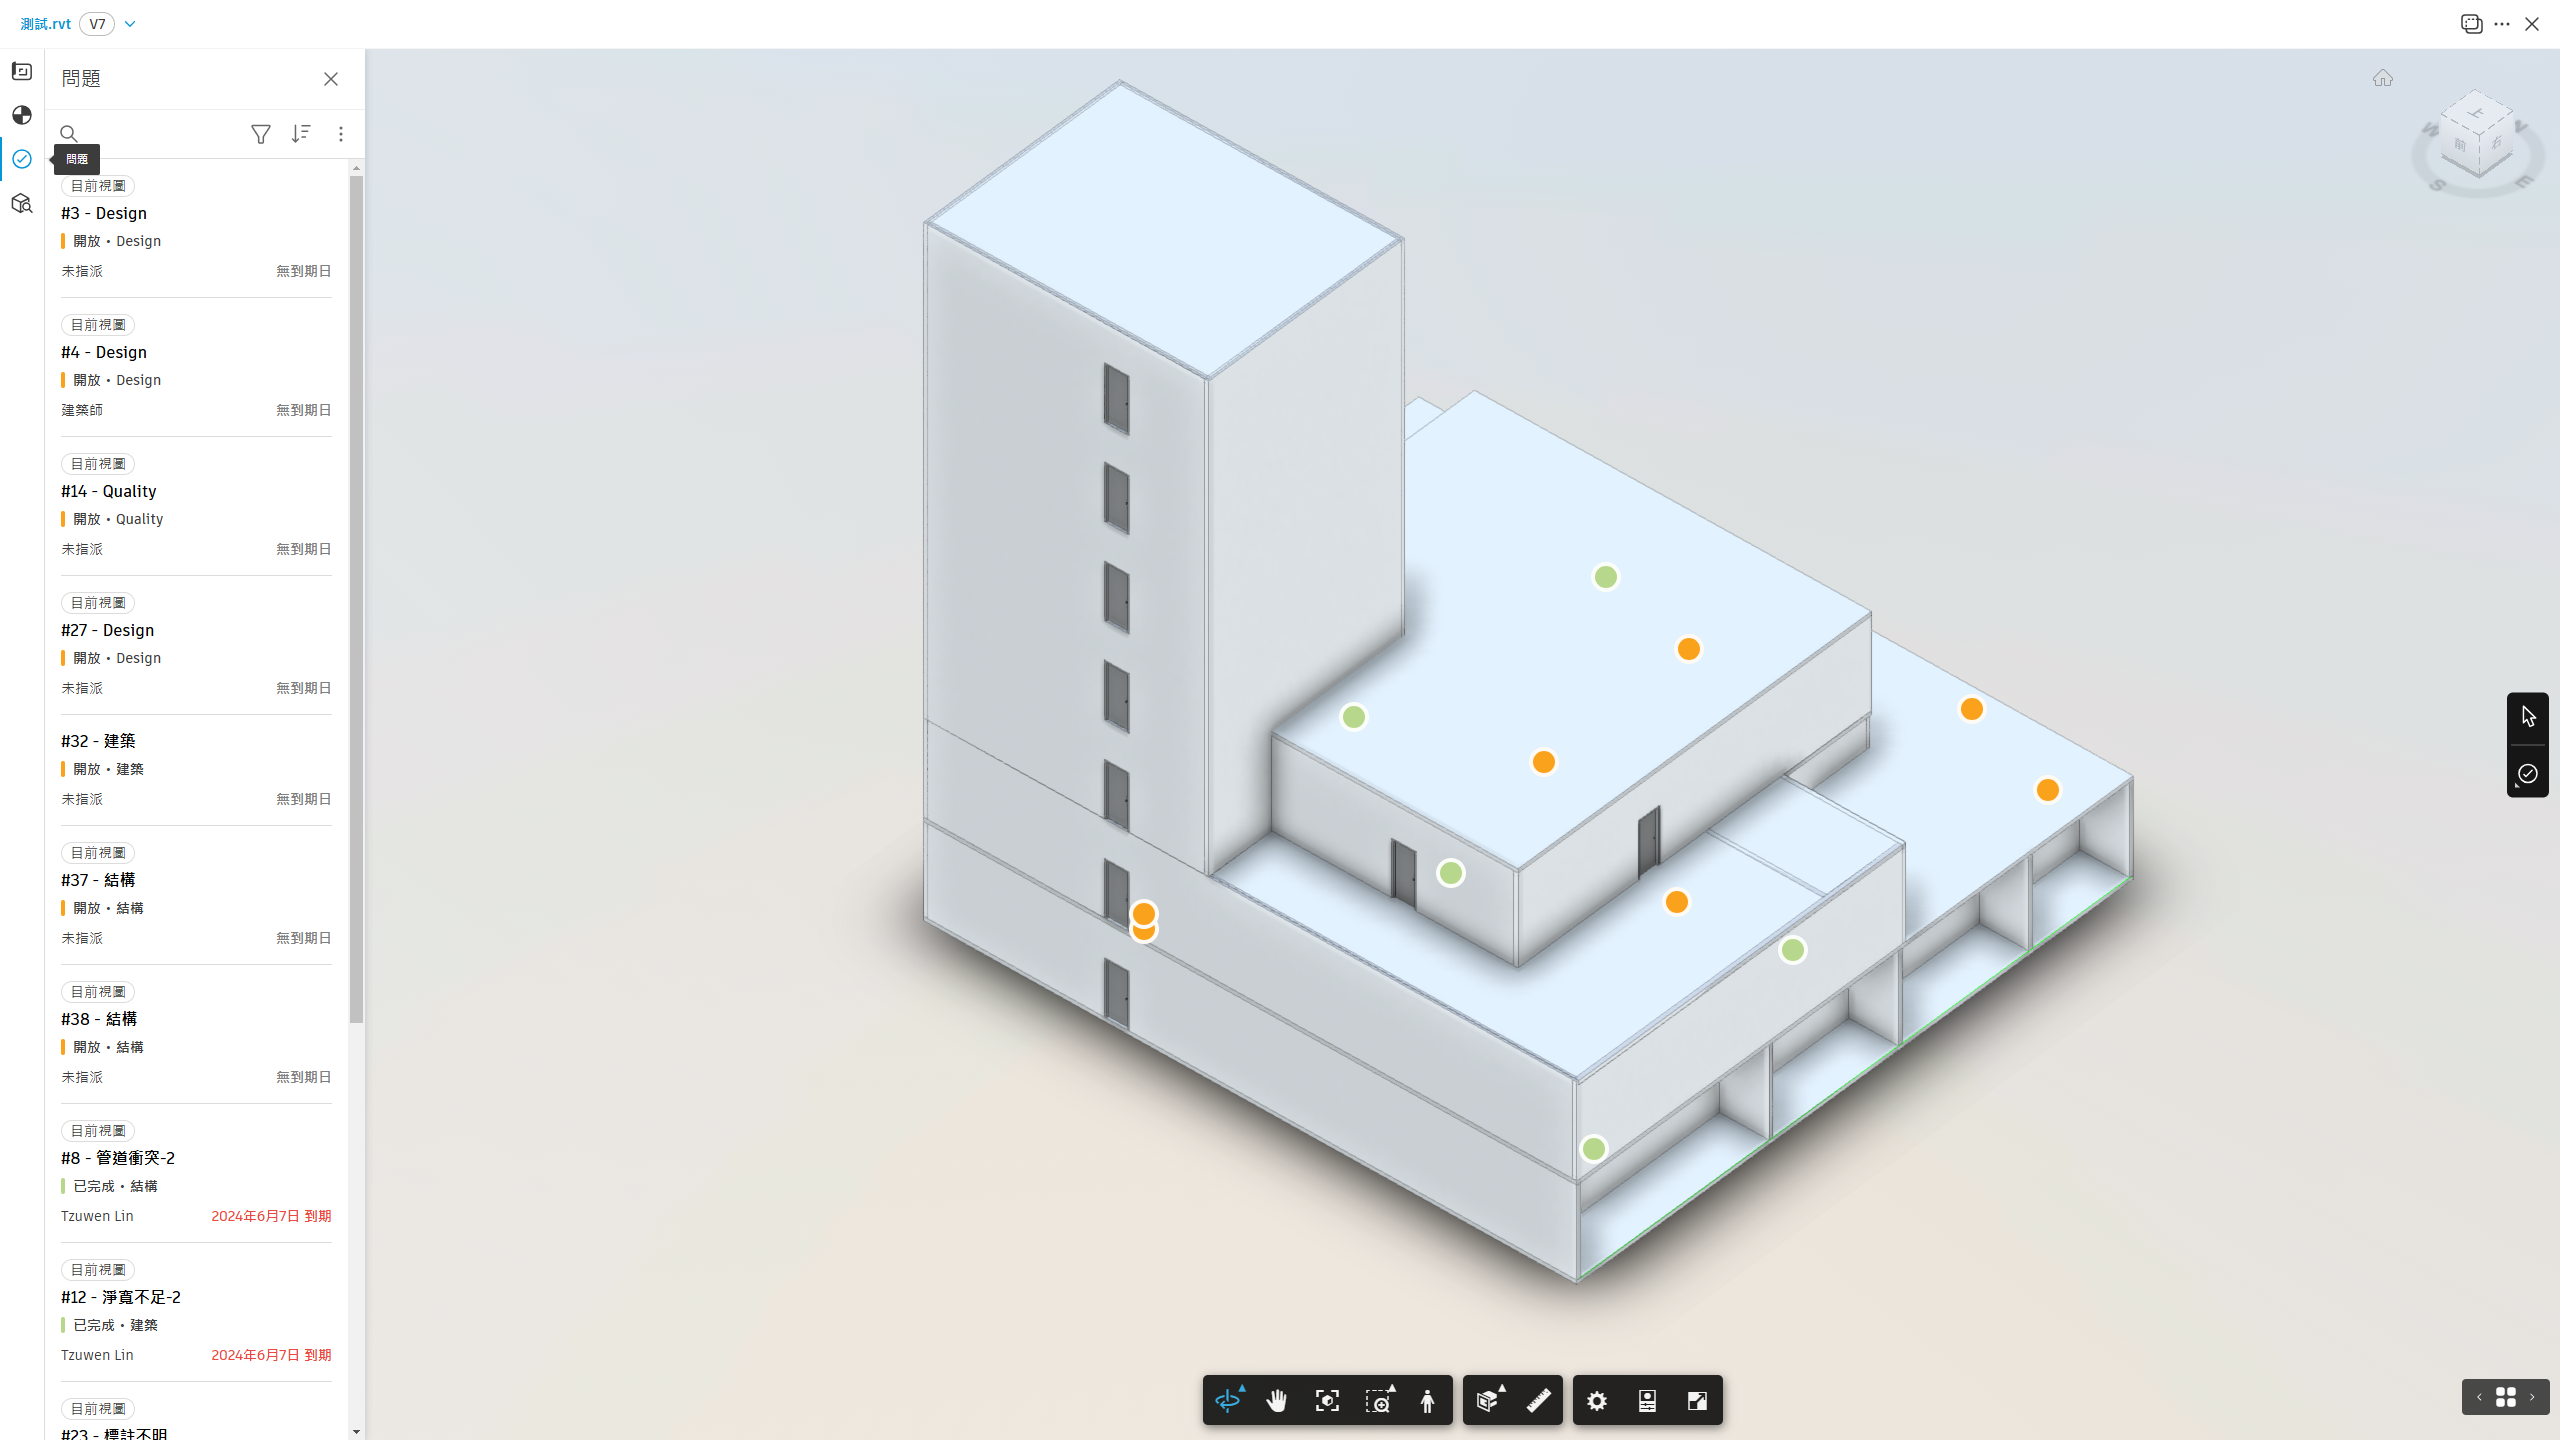 測試.rvt V7
問題
問題
目前視圖
#3 - Design
開放 • Design
未指派 無到期日
目前視圖
#4 - Design
開放 • Design
建築師 無到期日
目前視圖
#14 - Quality
開放 • Quality
未指派 無到期日
目前視圖
#27 - Design
開放 • Design
未指派 無到期日
#32 - 建築
開放 • 建築
未指派 無到期日
目前視圖
#37 - 結構
開放 • 結構
未指派 無到期日
目前視圖
#38 - 結構
開放 • 結構
未指派 無到期日
目前視圖
#8 - 管道衝突-2
已完成 • 結構
Tzuwen Lin 2024年6月7日 到期
目前視圖
#12 - 淨寬不足-2
已完成 • 建築
Tzuwen Lin 2024年6月7日 到期
目前視圖
#23 - 標註不明
上
前 右
W N
S E